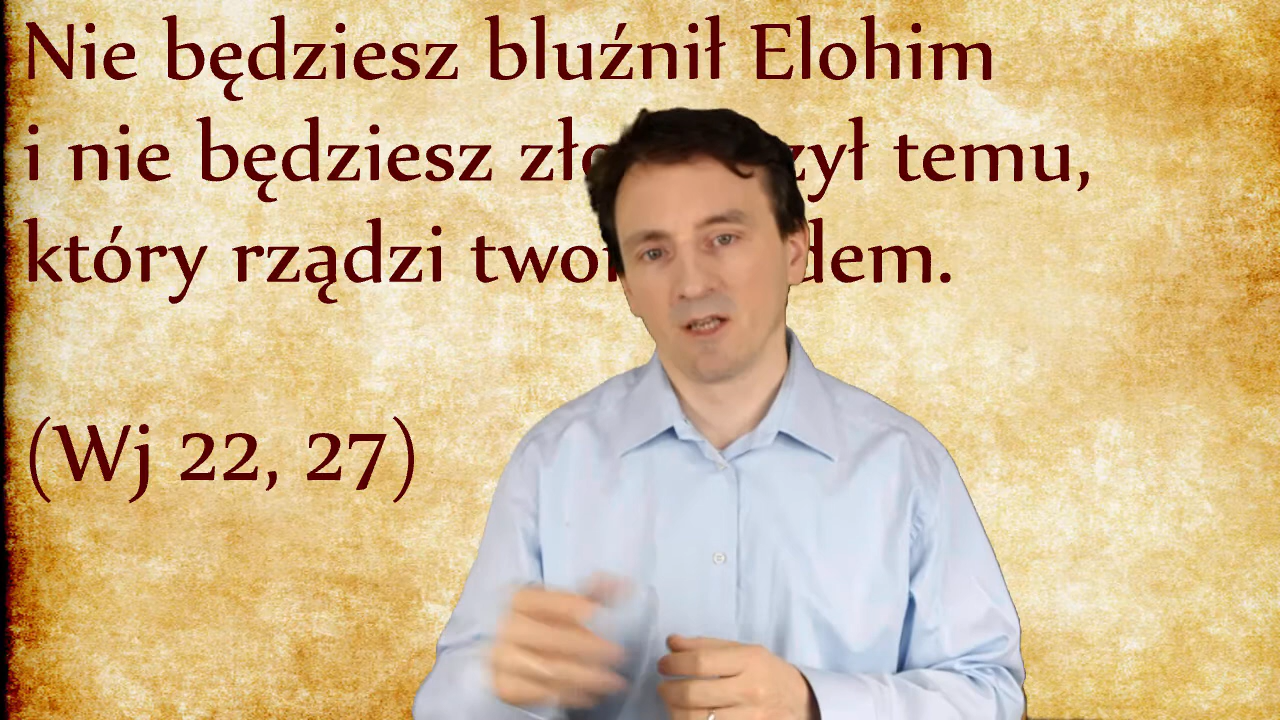 Nie będziesz bluźnił Elohim
i nie będziesz temu,
który rządzi
(Wj 22, 27)